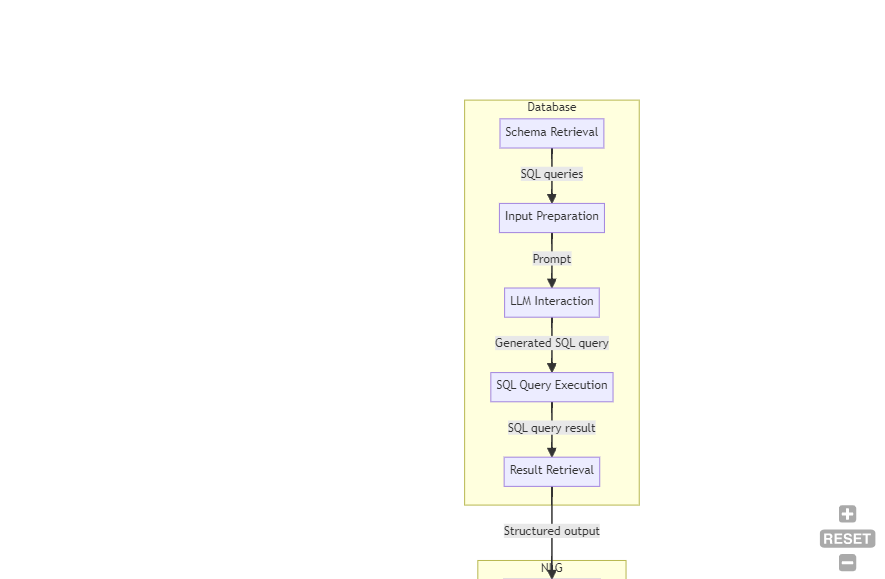 Database
Schema Retrieval
SQL queries
Input Preparation
Prompt
LLM Interaction
Generated SQL query
SQL Query Execution
SQL query result
Result Retrieval
Structured output
NLG
RESET